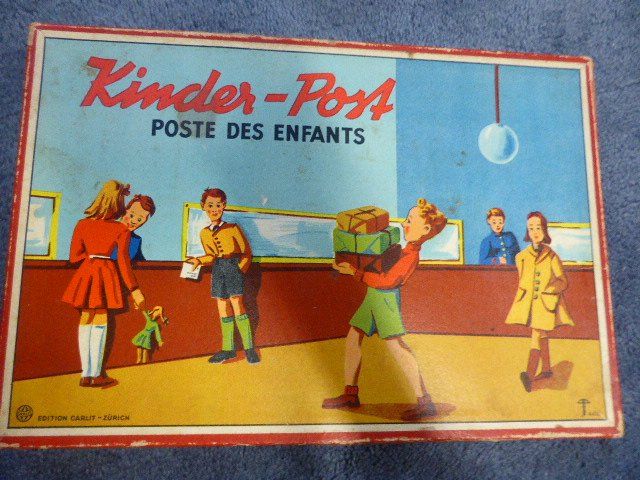 Kinder-Post
POSTE DES ENFANTS
EDITION CARLIT - ZÜRICH